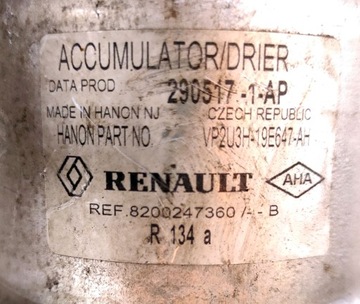 ACCUMULATOR/DRIER
DATA PROD 290517 -1-AP
MADE IN HANON NJ CZECH REPUBLIC
HANON PART NO VP2U3H-19E647-AH
RENAULT AHA
REF.8200247360 /- - B
R 134 a